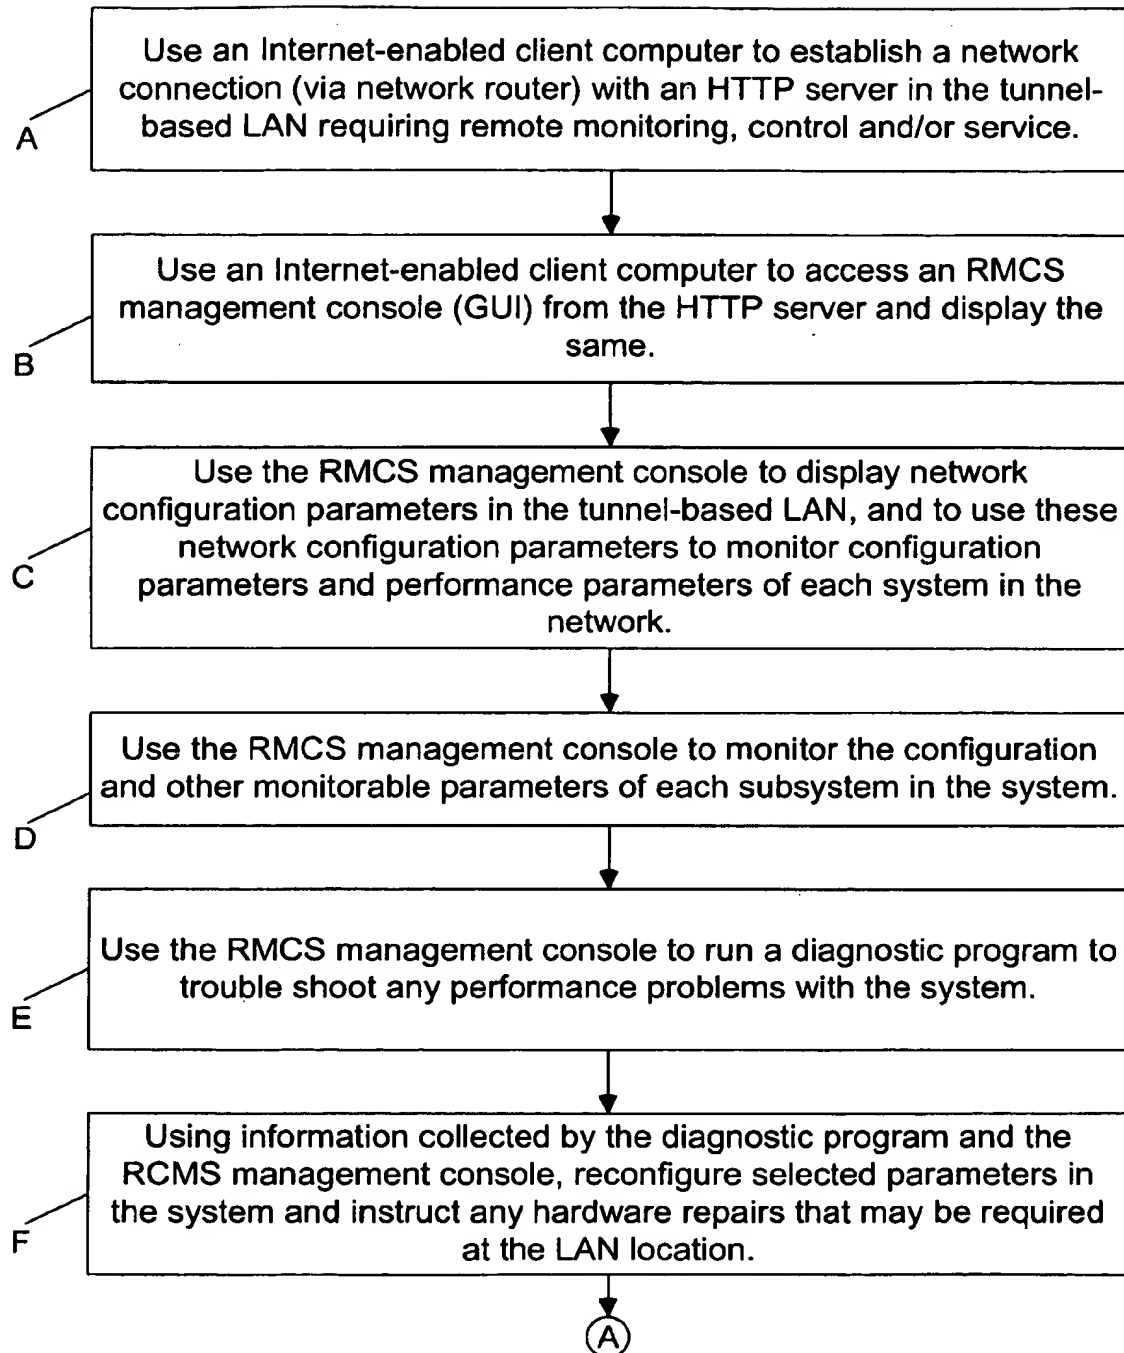 Use an Internet-enabled client computer to establish a network
connection (via network router) with an HTTP server in the tunnel-
based LAN requiring remote monitoring, control and/or service.
A
Use an Internet-enabled client computer to access an RMCS
management console (GUI) from the HTTP server and display the
same.
B
Use the RMCS management console to display network
configuration parameters in the tunnel-based LAN, and to use these
network configuration parameters to monitor configuration
parameters and performance parameters of each system in the
network.
C
Use the RMCS management console to monitor the configuration
and other monitorable parameters of each subsystem in the system.
D
Use the RMCS management console to run a diagnostic program to
trouble shoot any performance problems with the system.
E
Using information collected by the diagnostic program and the
RCMS management console, reconfigure selected parameters in
the system and instruct any hardware repairs that may be required
at the LAN location.
F
A